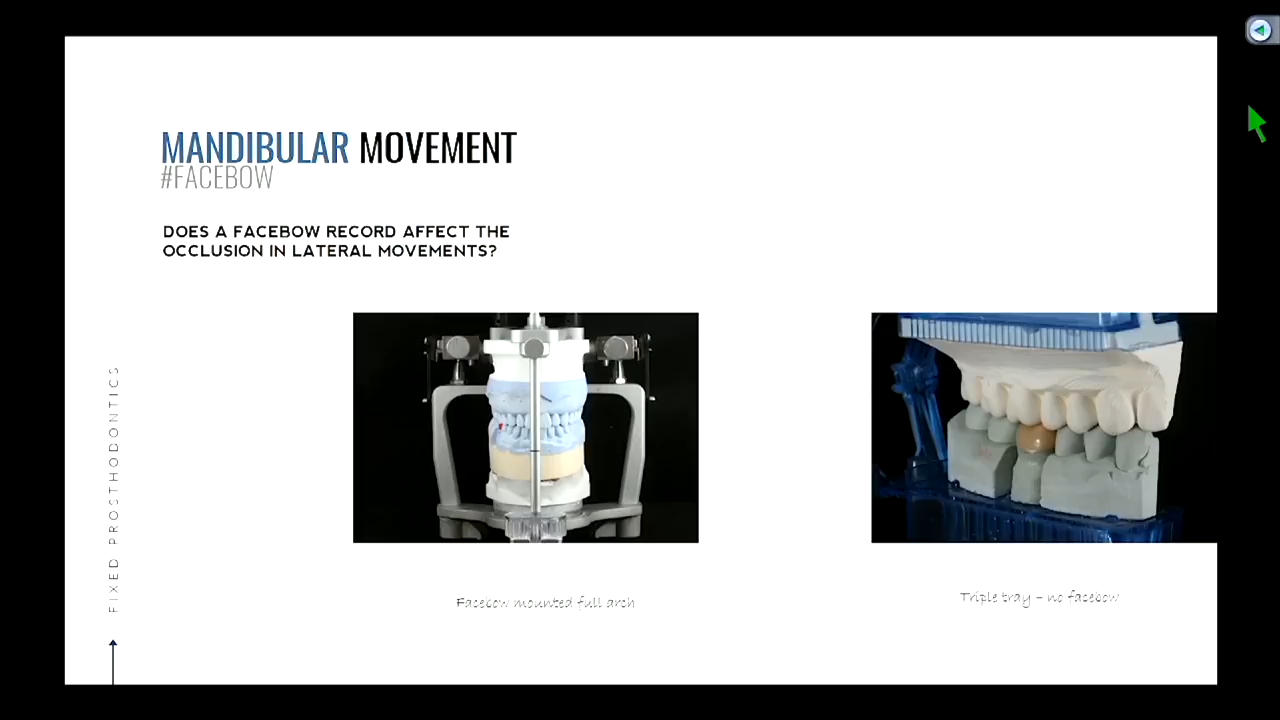 MANDIBULAR MOVEMENT
#FACEBOW
DOES A FACEBOW RECORD AFFECT THE
OCCLUSION IN LATERAL MOVEMENTS?
FIXED PROSTHODONTICS
Facebow mounted full arch
Triple tray – no facebow